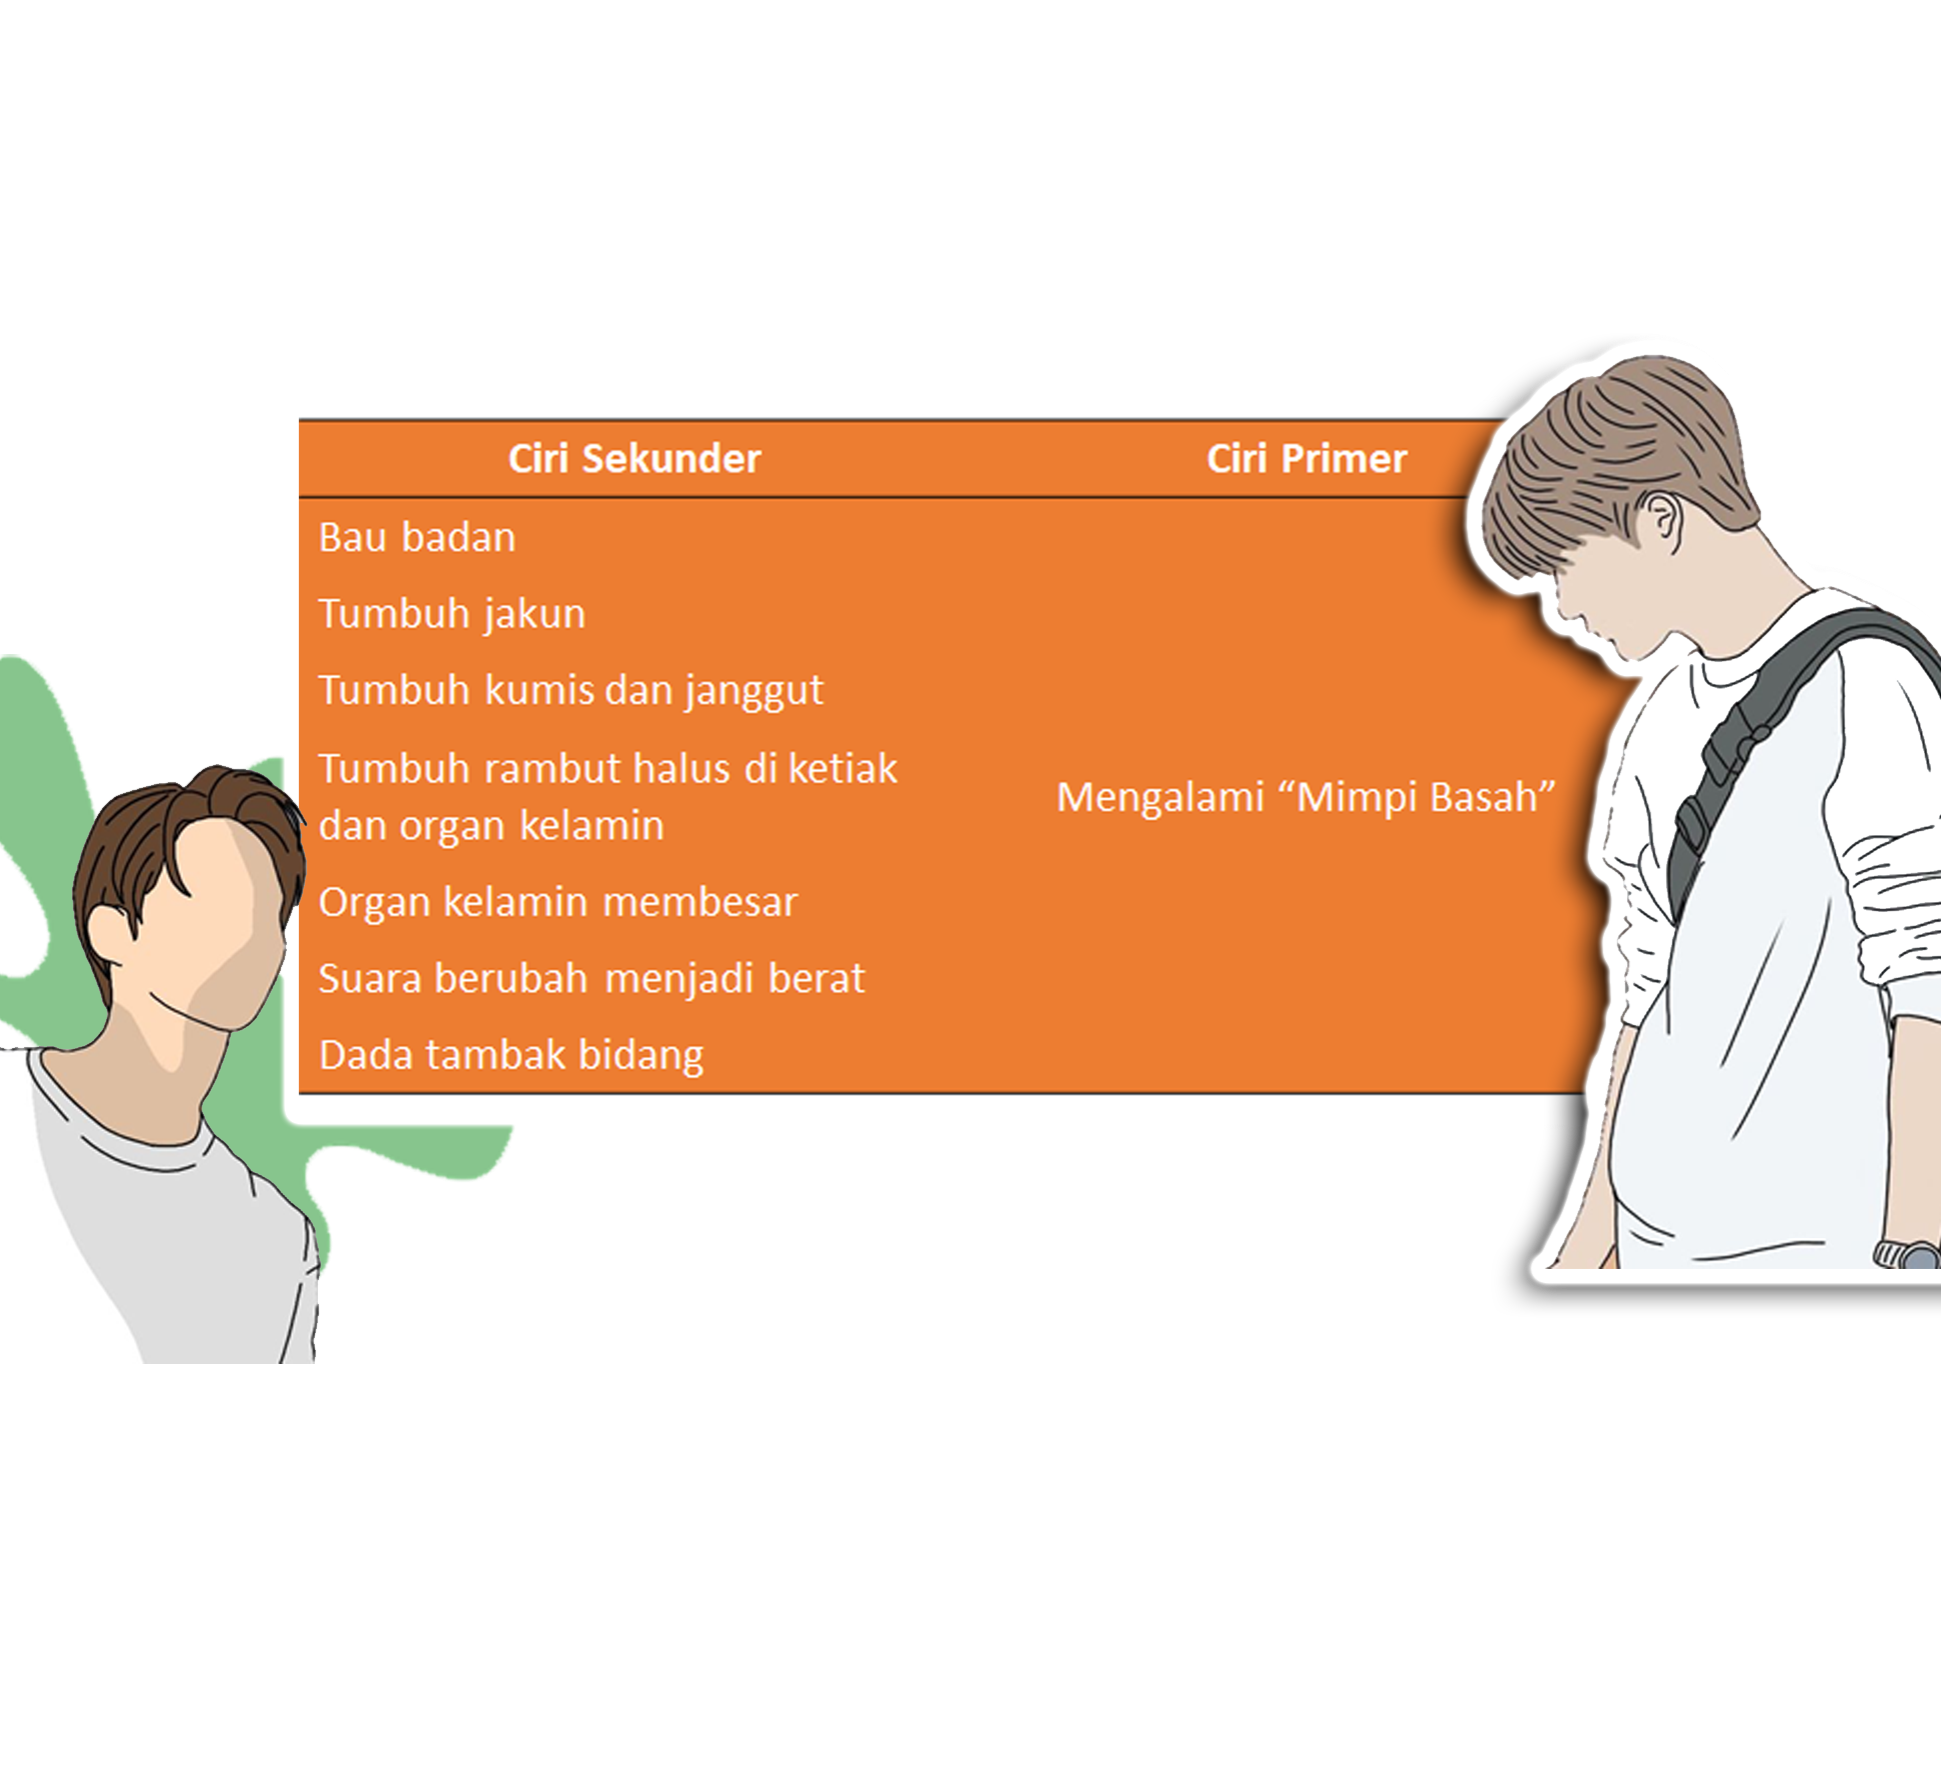 Ciri Sekunder
Ciri Primer
Bau badan
Tumbuh jakun
Tumbuh kumis dan janggut
Tumbuh rambut halus di ketiak
dan organ kelamin
Organ kelamin membesar
Suara berubah menjadi berat
Dada tambak bidang
Mengalami “Mimpi Basah”